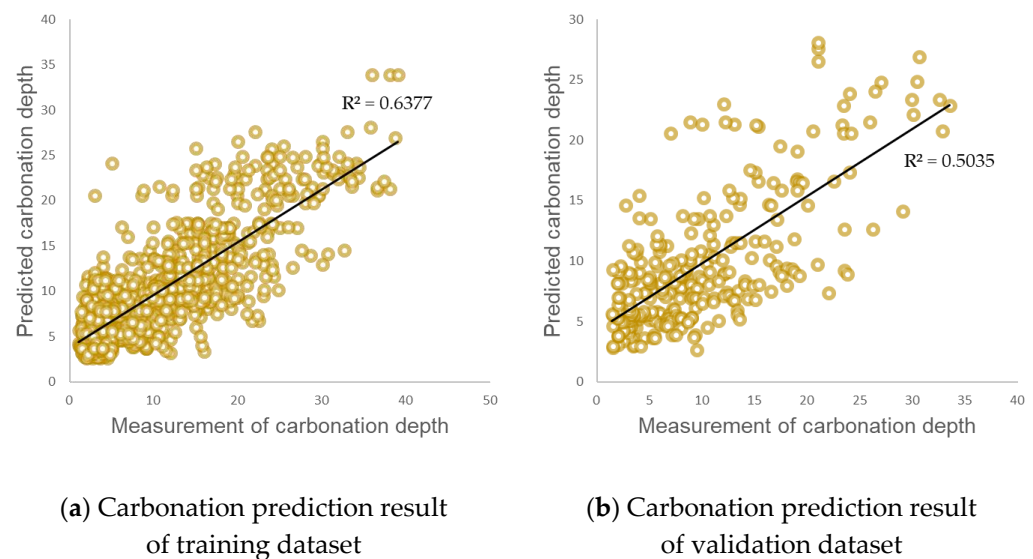 40
35
30
25
20
15
10
5
0
0 10 20 30 40 50
Predicted carbonation depth
Measurement of carbonation depth
R² = 0.6377
(a) Carbonation prediction result
of training dataset
30
25
20
15
10
5
0
0 5 10 15 20 25 30 35 40
Predicted carbonation depth
Measurement of carbonation depth
R² = 0.5035
(b) Carbonation prediction result
of validation dataset